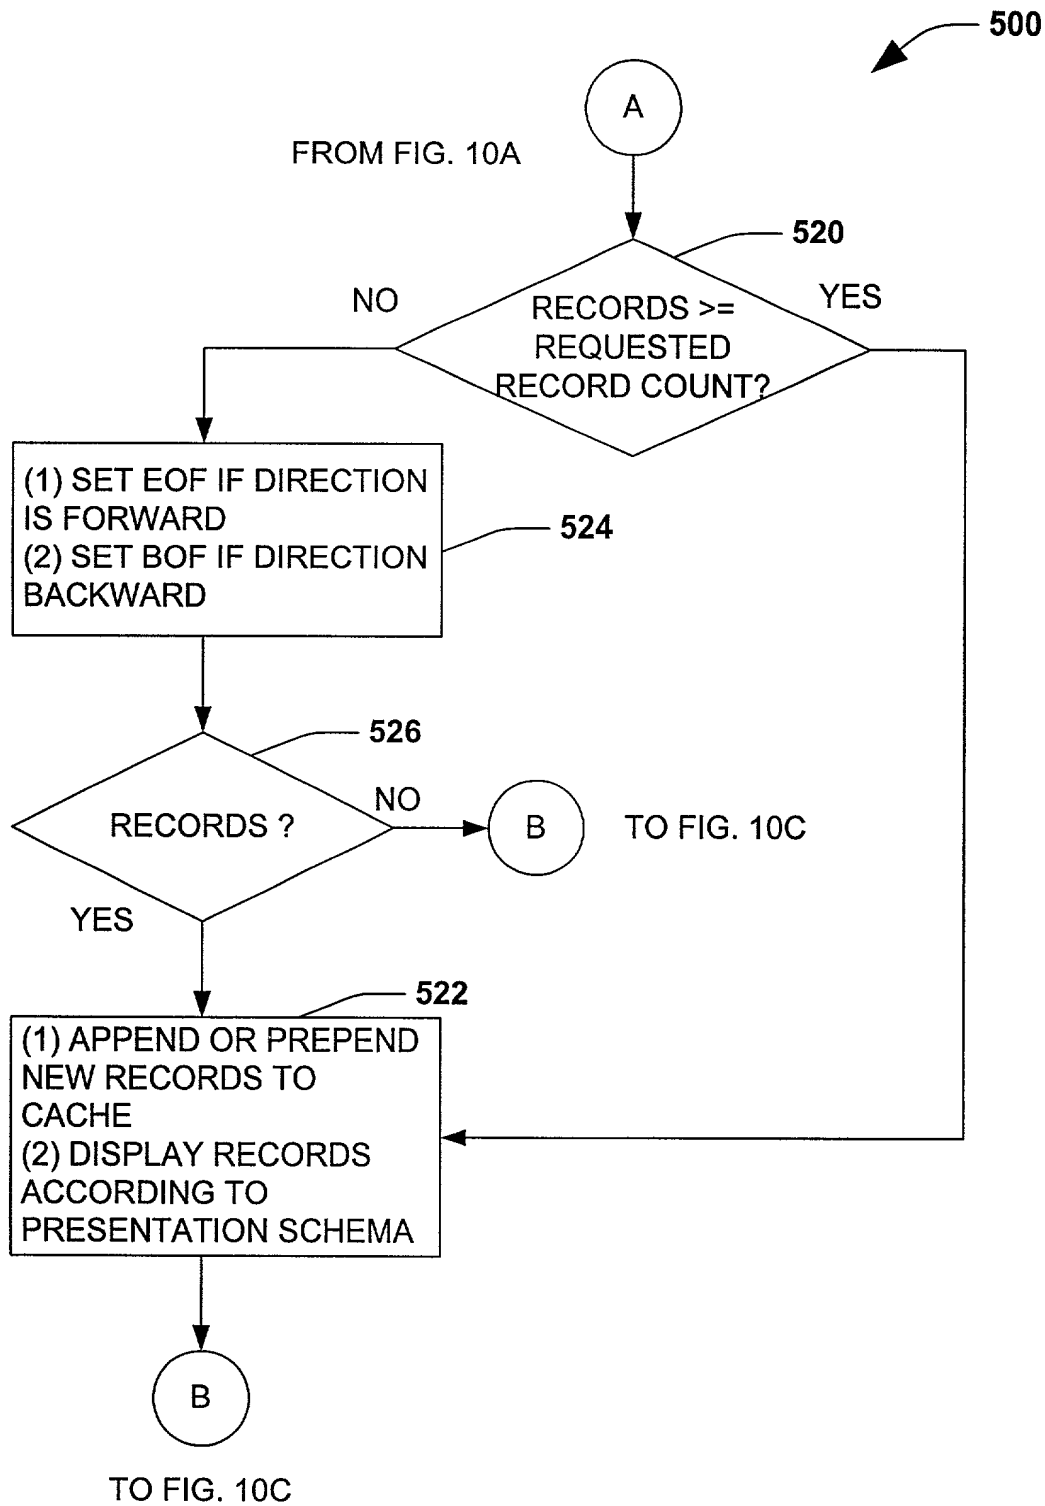 500
A
FROM FIG. 10A
520
NO
YES
RECORDS >=
REQUESTED
RECORD COUNT?
(1) SET EOF IF DIRECTION
IS FORWARD
(2) SET BOF IF DIRECTION
BACKWARD
524
526
RECORDS ?
NO
B
TO FIG. 10C
YES
522
(1) APPEND OR PREPEND
NEW RECORDS TO
CACHE
(2) DISPLAY RECORDS
ACCORDING TO
PRESENTATION SCHEMA
B
TO FIG. 10C